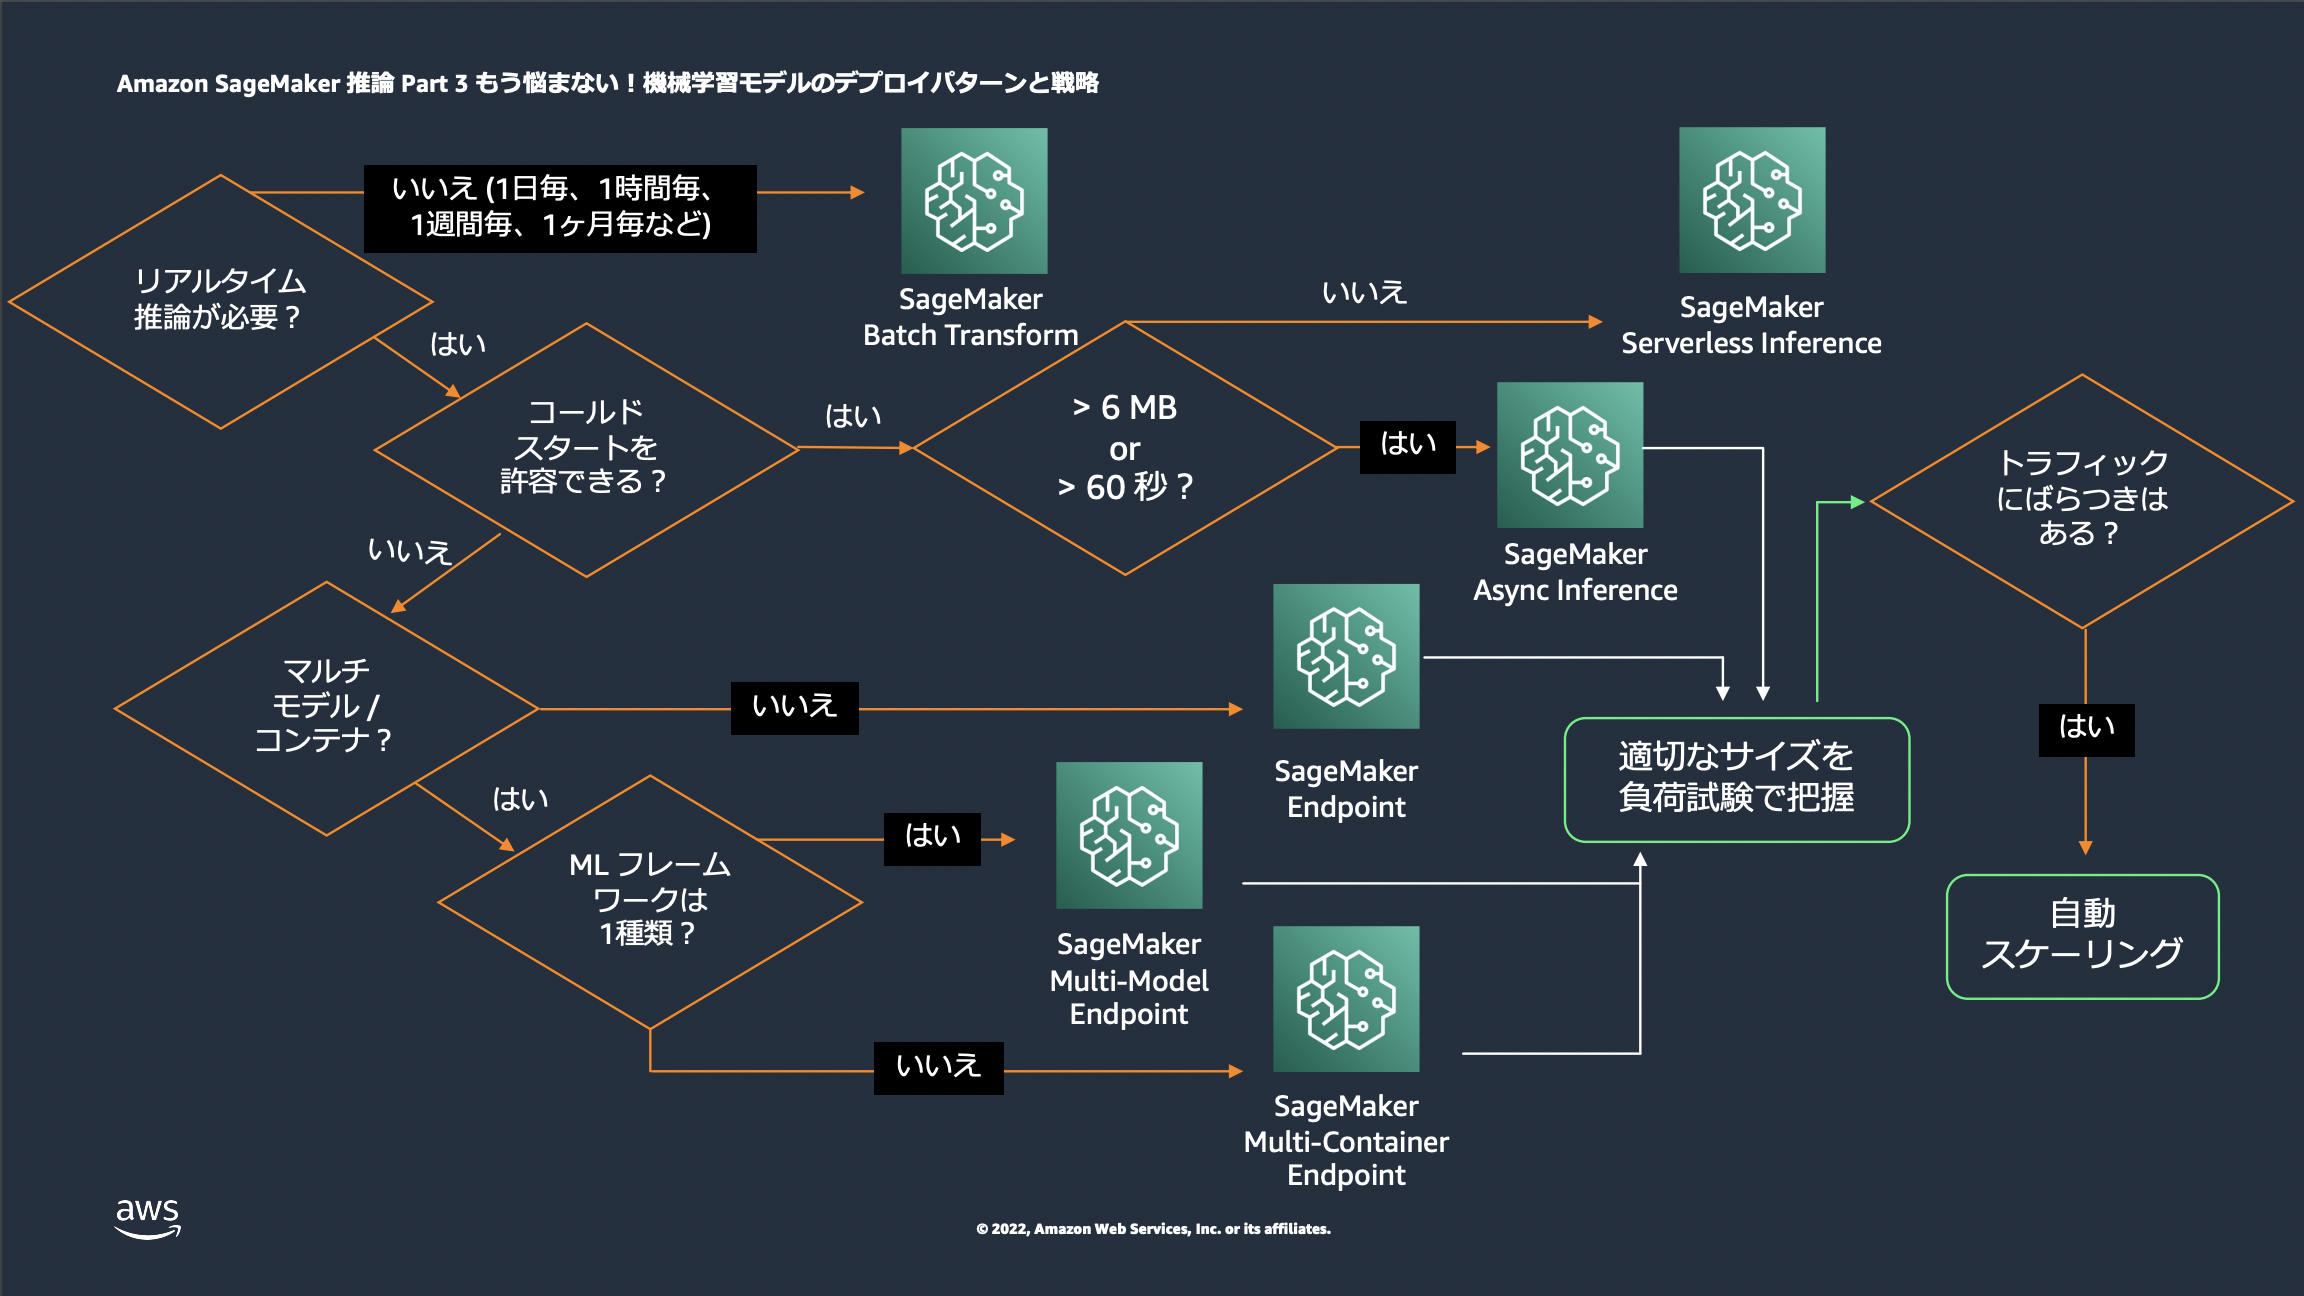 Amazon SageMaker 推論 Part 3 もう悩まない！機械学習モデルのデプロイパターンと戦略
リアルタイム
推論が必要？
いいえ (1日毎、1時間毎、
1週間毎、1ヶ月毎など)
SageMaker
Batch Transform
はい
コールド
スタートを
許容できる？
はい
> 6 MB
or
> 60 秒？
いいえ
SageMaker
Serverless Inference
はい
SageMaker
Async Inference
いいえ
マルチ
モデル /
コンテナ？
いいえ
SageMaker
Endpoint
はい
ML フレーム
ワークは
1種類？
はい
SageMaker
Multi-Model
Endpoint
いいえ
SageMaker
Multi-Container
Endpoint
適切なサイズを
負荷試験で把握
トラフィック
にばらつきは
ある？
はい
自動
スケーリング
aws
© 2022, Amazon Web Services, Inc. or its affiliates.